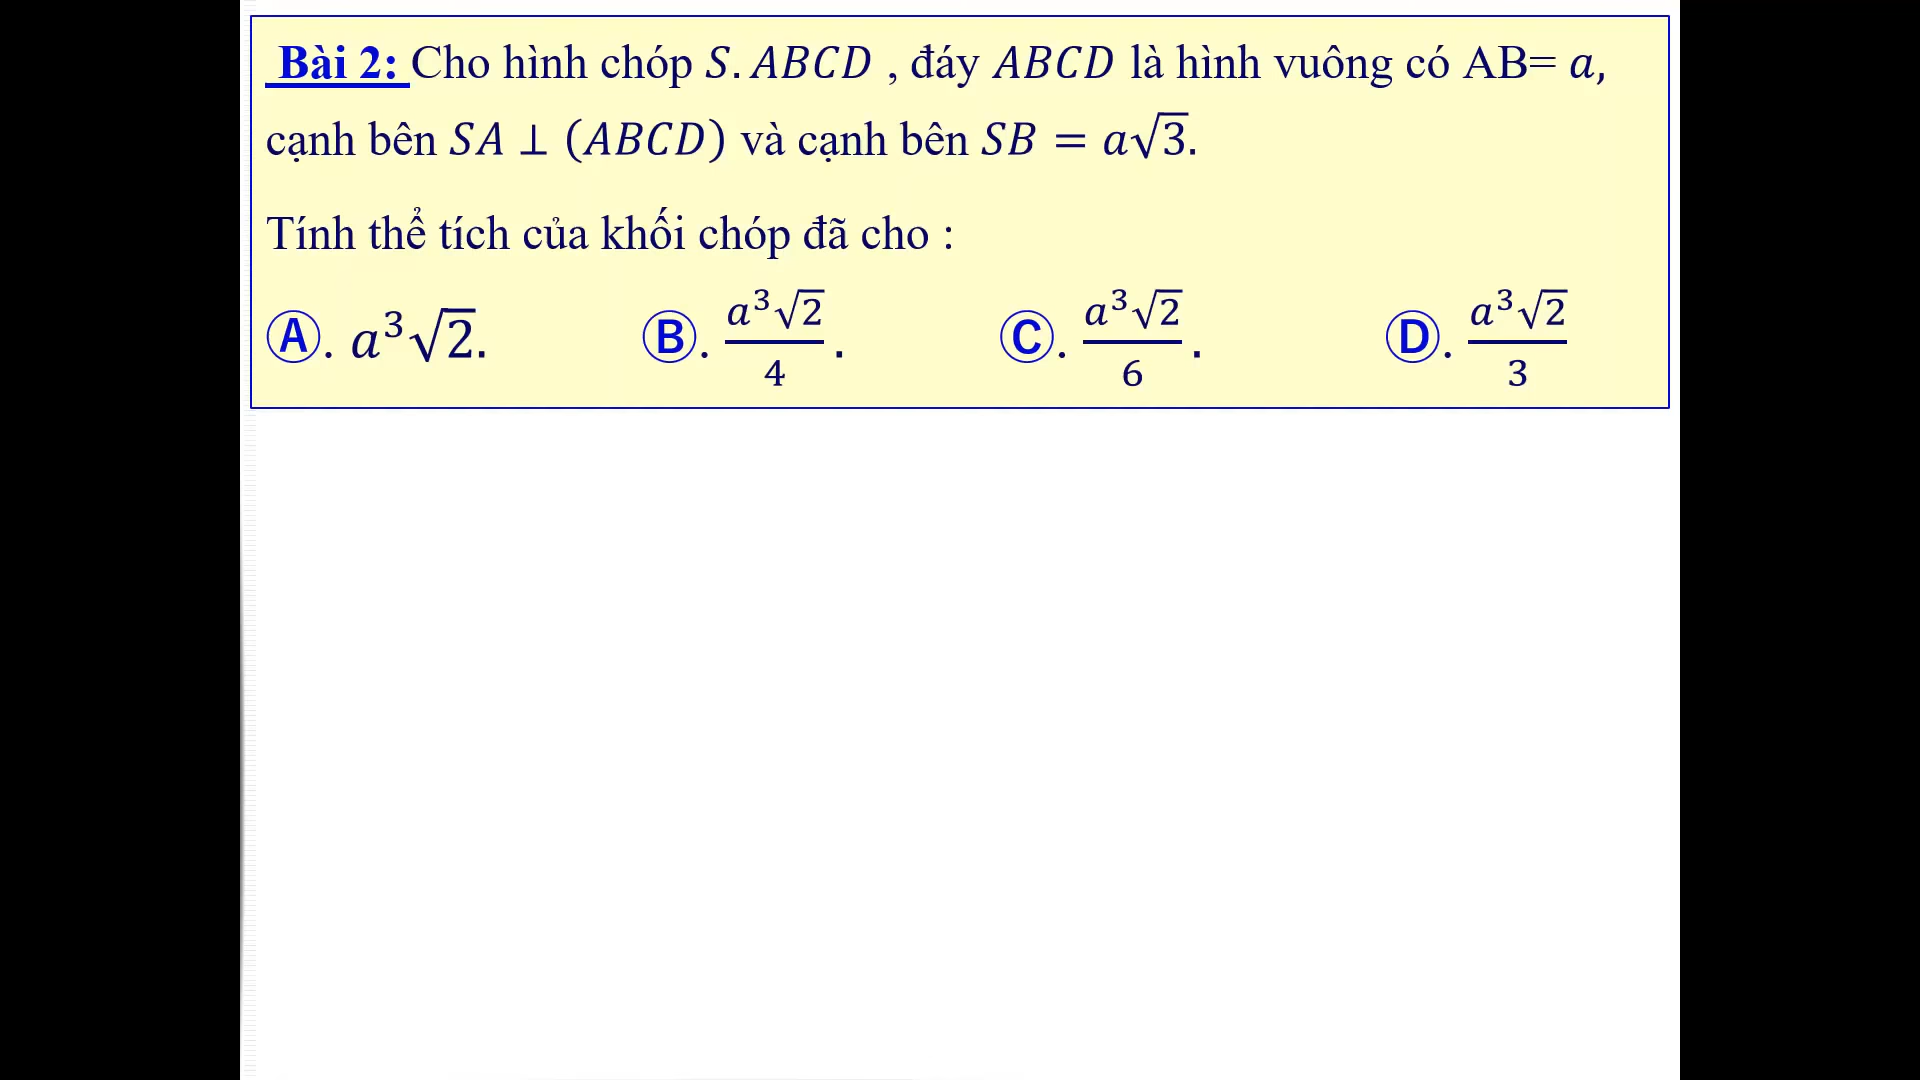 Bài 2: Cho hình chóp S.ABCD , đáy ABCD là hình vuông có AB= a,
cạnh bên SA ⊥ (ABCD) và cạnh bên SB = a√3.
Tính thể tích của khối chóp đã cho :
Ⓐ. a³√2. Ⓑ. a³√2/4 . Ⓒ. a³√2/6 . Ⓓ. a³√2/3